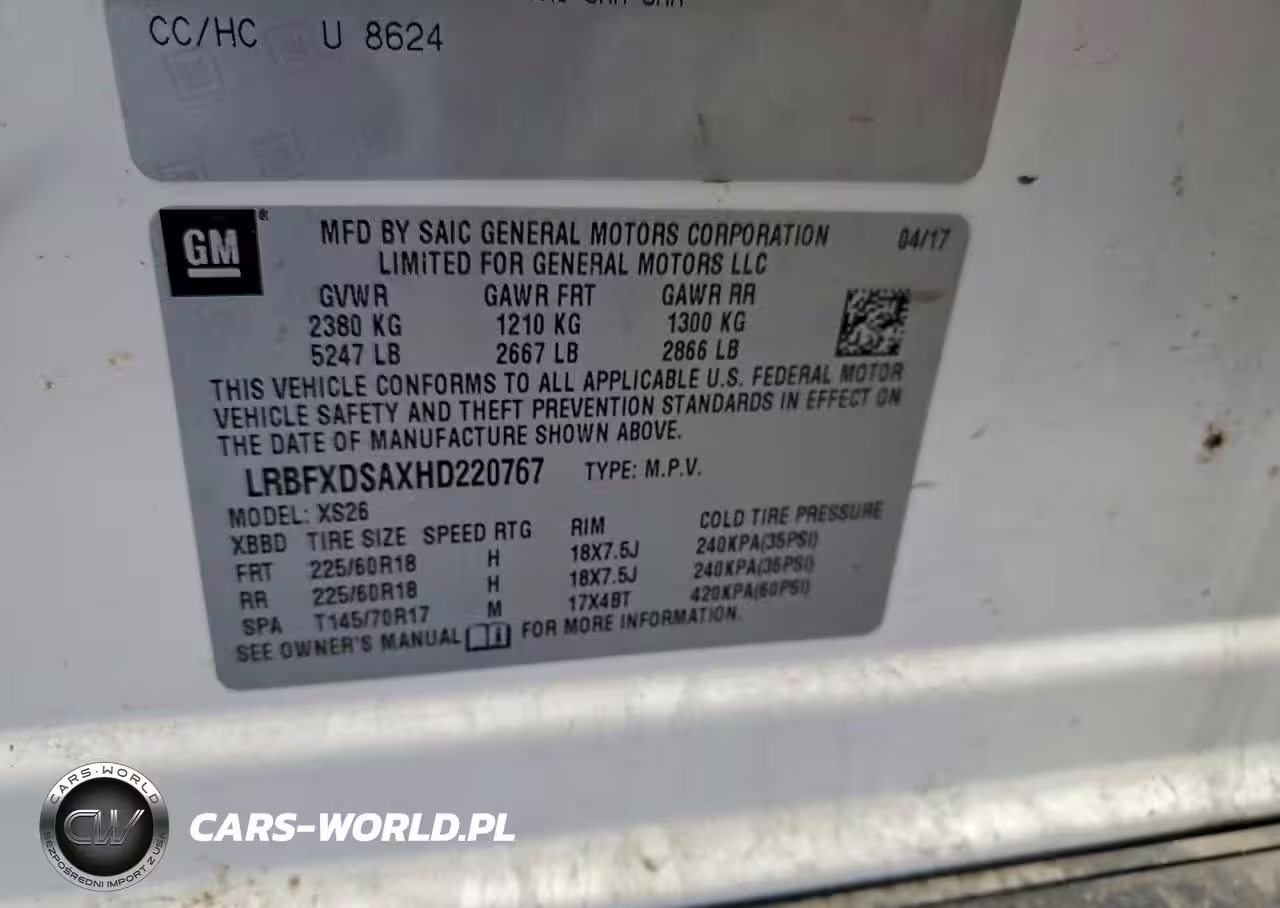 CC/HC U 8624
GM ®
MFD BY SAIC GENERAL MOTORS CORPORATION 04/17
LIMITED FOR GENERAL MOTORS LLC
GVWR GAWR FRT GAWR RR
2380 KG 1210 KG 1300 KG
5247 LB 2667 LB 2866 LB
THIS VEHICLE CONFORMS TO ALL APPLICABLE U.S. FEDERAL MOTOR
VEHICLE SAFETY AND THEFT PREVENTION STANDARDS IN EFFECT ON
THE DATE OF MANUFACTURE SHOWN ABOVE.
LRBFXDSAXHD220767 TYPE: M.P.V.
MODEL: XS26
XBBD TIRE SIZE SPEED RTG RIM COLD TIRE PRESSURE
FRT 225/60R18 H 18X7.5J 240KPA(35PSI)
RR 225/60R18 H 18X7.5J 240KPA(35PSI)
SPA T145/70R17 M 17X4BT 420KPA(60PSI)
SEE OWNER'S MANUAL FOR MORE INFORMATION.
CARS-WORLD
CW
BEZPOŚREDNI IMPORT Z USA
CARS-WORLD.PL